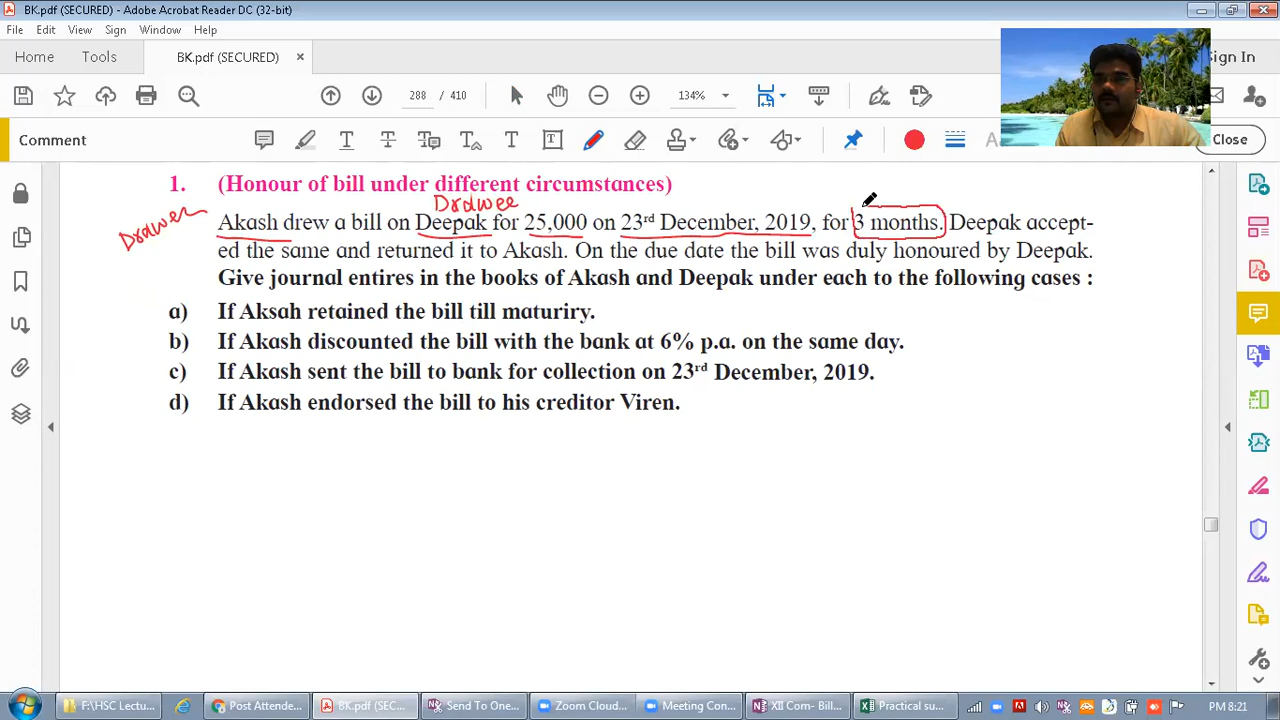 BK.pdf (SECURED) - Adobe Acrobat Reader DC (32-bit)
File Edit View Sign Window Help
Home Tools BK.pdf (SECURED) × Sign In
288 / 410 134%
Comment Close
1. (Honour of bill under different circumstances)
Drawee
Drawer
Akash drew a bill on Deepak for 25,000 on 23rd December, 2019, for 3 months. Deepak accept-
ed the same and returned it to Akash. On the due date the bill was duly honoured by Deepak.
Give journal entires in the books of Akash and Deepak under each to the following cases :
a) If Aksah retained the bill till maturiry.
b) If Akash discounted the bill with the bank at 6% p.a. on the same day.
c) If Akash sent the bill to bank for collection on 23rd December, 2019.
d) If Akash endorsed the bill to his creditor Viren.
F:\HSC Lectu... Post Attende... BK.pdf (SEC... Send To One... Zoom Cloud... Meeting Con... XII Com- Bill... Practical su... PM 8:21